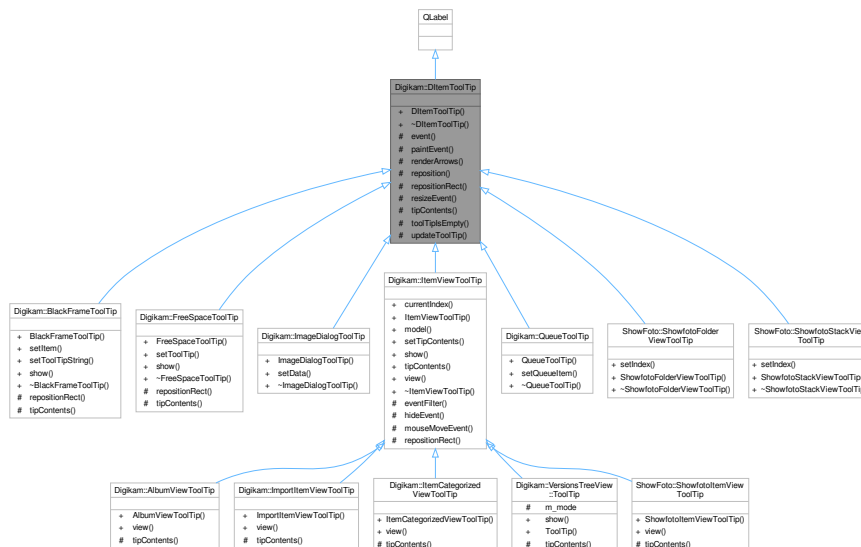 QLabel
Digikam::DItemToolTip
+ DItemToolTip()
+ ~DItemToolTip()
# event()
# paintEvent()
# renderArrows()
# reposition()
# repositionRect()
# resizeEvent()
# tipContents()
# toolTipIsEmpty()
# updateToolTip()
Digikam::BlackFrameToolTip
+ BlackFrameToolTip()
+ setItem()
+ setToolTipString()
+ show()
+ ~BlackFrameToolTip()
# repositionRect()
# tipContents()
Digikam::FreeSpaceToolTip
+ FreeSpaceToolTip()
+ setToolTip()
+ show()
+ ~FreeSpaceToolTip()
# repositionRect()
# tipContents()
Digikam::ImageDialogToolTip
+ ImageDialogToolTip()
+ setData()
+ ~ImageDialogToolTip()
Digikam::ItemViewToolTip
+ currentIndex()
+ ItemViewToolTip()
+ model()
+ setTipContents()
+ show()
+ tipContents()
+ view()
+ ~ItemViewToolTip()
# eventFilter()
# hideEvent()
# mouseMoveEvent()
# repositionRect()
Digikam::QueueToolTip
+ QueueToolTip()
+ setQueueItem()
+ ~QueueToolTip()
ShowFoto::ShowfotoFolder
ViewToolTip
+ setIndex()
+ ShowfotoFolderViewToolTip()
+ ~ShowfotoFolderViewToolTip()
ShowFoto::ShowfotoStackView
ToolTip
+ setIndex()
+ ShowfotoStackViewToolTip
+ ~ShowfotoStackViewToolTip
Digikam::AlbumViewToolTip
+ AlbumViewToolTip()
+ view()
# tipContents()
Digikam::ImportItemViewToolTip
+ ImportItemViewToolTip()
+ view()
# tipContents()
Digikam::ItemCategorized
ViewToolTip
+ ItemCategorizedViewToolTip()
+ view()
# tipContents()
Digikam::VersionsTreeView
::ToolTip
# m_mode
+ show()
+ ToolTip()
# tipContents()
ShowFoto::ShowfotoItemView
ToolTip
+ ShowfotoItemViewToolTip()
+ view()
# tipContents()